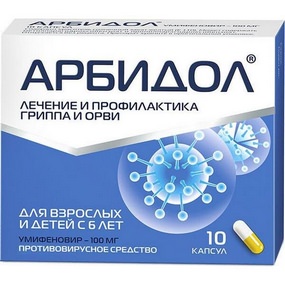 АРБИДОЛ®
ЛЕЧЕНИЕ И ПРОФИЛАКТИКА
ГРИППА И ОРВИ
ДЛЯ ВЗРОСЛЫХ
И ДЕТЕЙ С 6 ЛЕТ
УМИФЕНОВИР - 100 МГ
ПРОТИВОВИРУСНОЕ СРЕДСТВО
10
КАПСУЛ